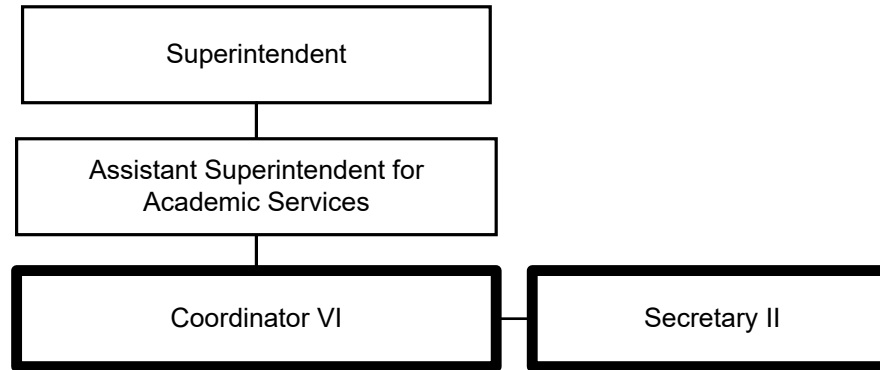 Superintendent
Assistant Superintendent for
Academic Services
Coordinator VI
Secretary II